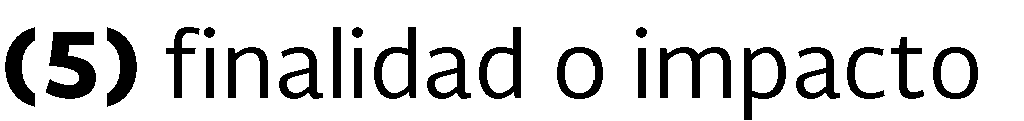 (5) finalidad o impacto